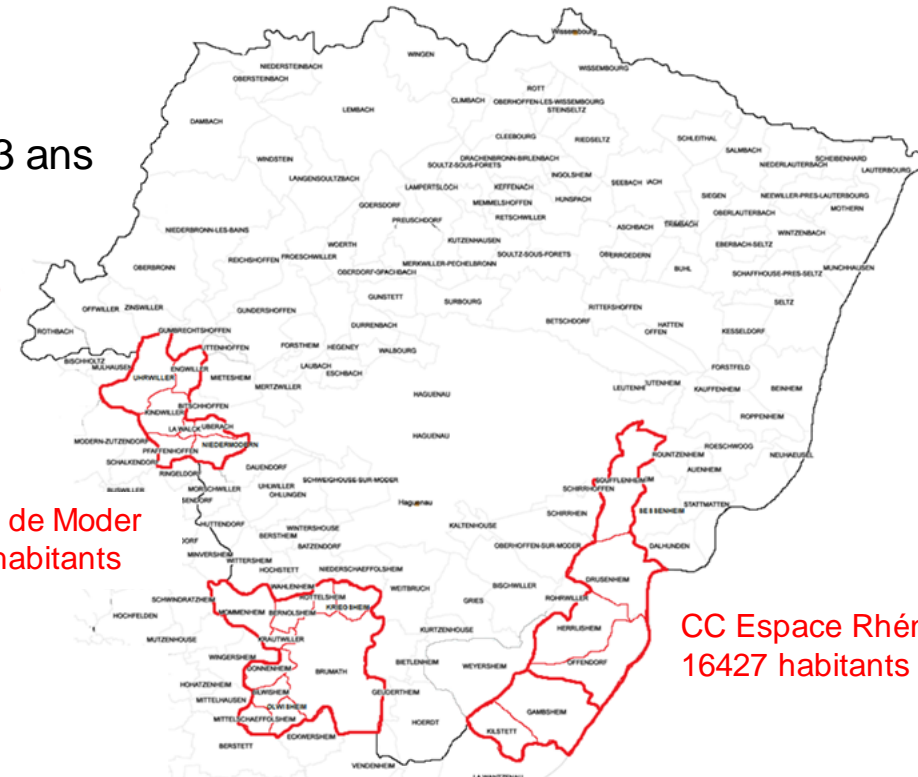 3 ans
Wissembourg
WINGEN
WISSEMBOURG
NIEDERSTEINBACH
OBERSTEINBACH
ROTT
LEMBACH
CLIMBACH
OBERHOFFEN-LES-WISSEMBOURG
STEINSELTZ
DAMBACH
CLEEBOURG
RIEDSELTZ
SCHLEITHAL
SALMBACH
SCHEIBENHARD
NIEDERLAUTERBACH
LAUTERBOURG
WINDSTEIN
DRACHENBRONN-BIRLENBACH
SOULTZ-SOUS-FORETS
INGOLSHEIM
LANGENSOULTZBACH
LAMPERTSLOCH
KEFFENACH
SEEBACH
HUNSPACH
SIEGEN
NEEWILLER-PRES-LAUTERBOURG
MOTHERN
GOERSDORF
MEMMELSHOFFEN
RETSCHWILLER
OBERLAUTERBACH
PREUSCHDORF
ASCHBACH
TRIMBACH
WINTZENBACH
NIEDERBRONN-LES-BAINS
WOERTH
KUTZENHAUSEN
EBERBACH-SELTZ
REICHSHOFFEN
FROESCHWILLER
MERKWILLER-PECHELBRONN
SOULTZ-SOUS-FORETS
OBERROEDERN
OBERBRONN
OBERDORF-SPACHBACH
BUHL
SCHAFFHOUSE-PRES-SELTZ
MUNCHHAUSEN
GUNSTETT
SURBOURG
SELTZ
OFFWILLER
ZINSWILLER
GUNDERSHOFFEN
RITTERSHOFFEN
ROTHBACH
GUMBRECHTSHOFFEN
DURRENBACH
BETSCHDORF
HATTEN
KESSELDORF
UTTENHOFFEN
FORSTHEIM
HEGENEY
WALBOURG
BISCHHOLTZ
MULHAUSEN
ENGWILLER
LAUBACH
ESCHBACH
FORSTFELD
UHRWILLER
MIETESHEIM
MERTZWILLER
KAUFFENHEIM
BEINHEIM
HAGUENAU
BITSCHHOFFEN
KINDWILLER
ROPPENHEIM
LA WALCK
UBERACH
HAGUENAU
ROESCHWOOG
NIEDERMODERN
PFAFFENHOFFEN
ROUNTZENHEIM
NEUHAEUSEL
SCHALKENDORF
AUENHEIM
RINGELDORF
DAUENDORF
SCHWEIGHOUSE-SUR-MODER
SOUFFLENHEIM
MORSCHWILLER
UHLWILLER
OHLUNGEN
SCHIRRHOFFEN
STATTMATTEN
Haguenau
SCHIRRHEIN
de Moder
habitants
HUTTENDORF
WINTERSHOUSE
BERSTHEIM
KALTENHOUSE
BATZENDORF
OBERHOFFEN-SUR-MODER
DALHUNDEN
MINVERSHEIM
WITTERSHEIM
HOCHSTETT
NIEDERSCHAEFFOLSHEIM
BISCHWILLER
DRUSENHEIM
WAHLENHEIM
WEITBRUCH
ROHRWILLER
SCHWINDRATZHEIM
ROTTELSHEIM
GRIES
MOMMENHEIM
BERNOLSHEIM
KRIEGSHEIM
HOCHFELDEN
KURTZENHOUSE
HERRLISHEIM
MUTZENHOUSE
KRAUTWILLER
WINGERSHEIM
BIETLENHEIM
WEYERSHEIM
OFFENDORF
CC Espace Rhén
16427 habitants
DONNENHEIM
BRUMATH
HOHATZENHEIM
GEUDERTHEIM
MITTELHAUSEN
HOERDT
GAMBSHEIM
MITTELSCHAEFFOLSHEIM
KILSTETT
ECKWERSHEIM
BERSTETT
VENDENHEIM